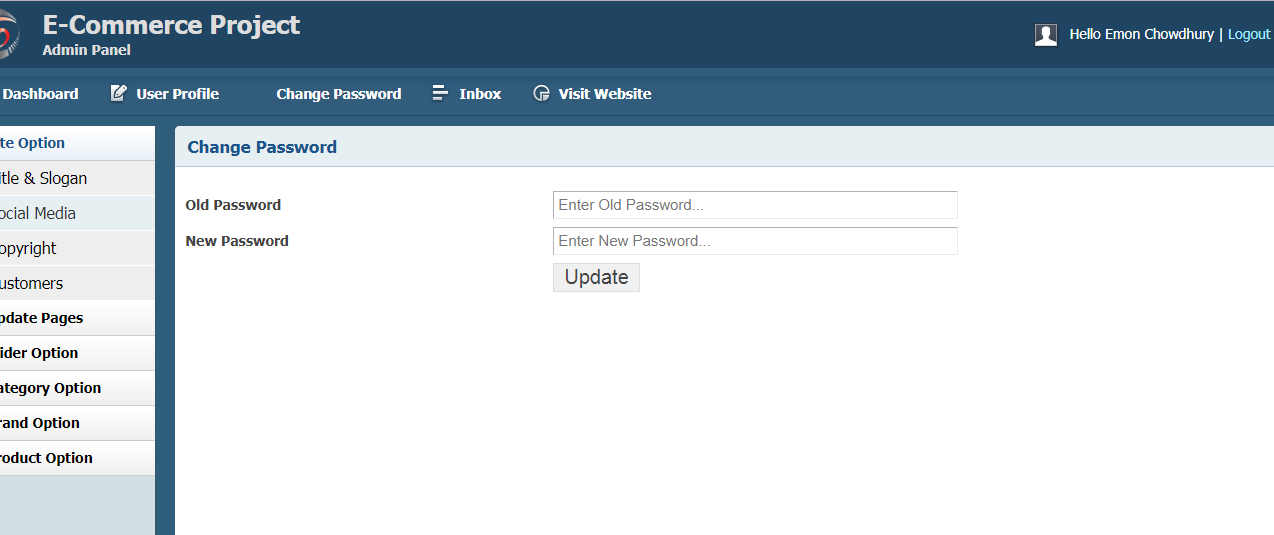 E-Commerce Project
Admin Panel
Hello Emon Chowdhury | Logout
Dashboard User Profile Change Password Inbox Visit Website
te Option
itle & Slogan
ocial Media
opyright
ustomers
pdate Pages
ider Option
ategory Option
rand Option
roduct Option
Change Password
Old Password Enter Old Password...
New Password Enter New Password...
Update